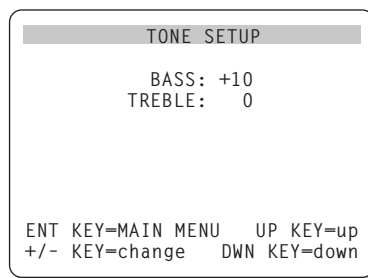 TONE SETUP
BASS: +10
TREBLE: 0
ENT KEY=MAIN MENU UP KEY=up
+/- KEY=change DWN KEY=down